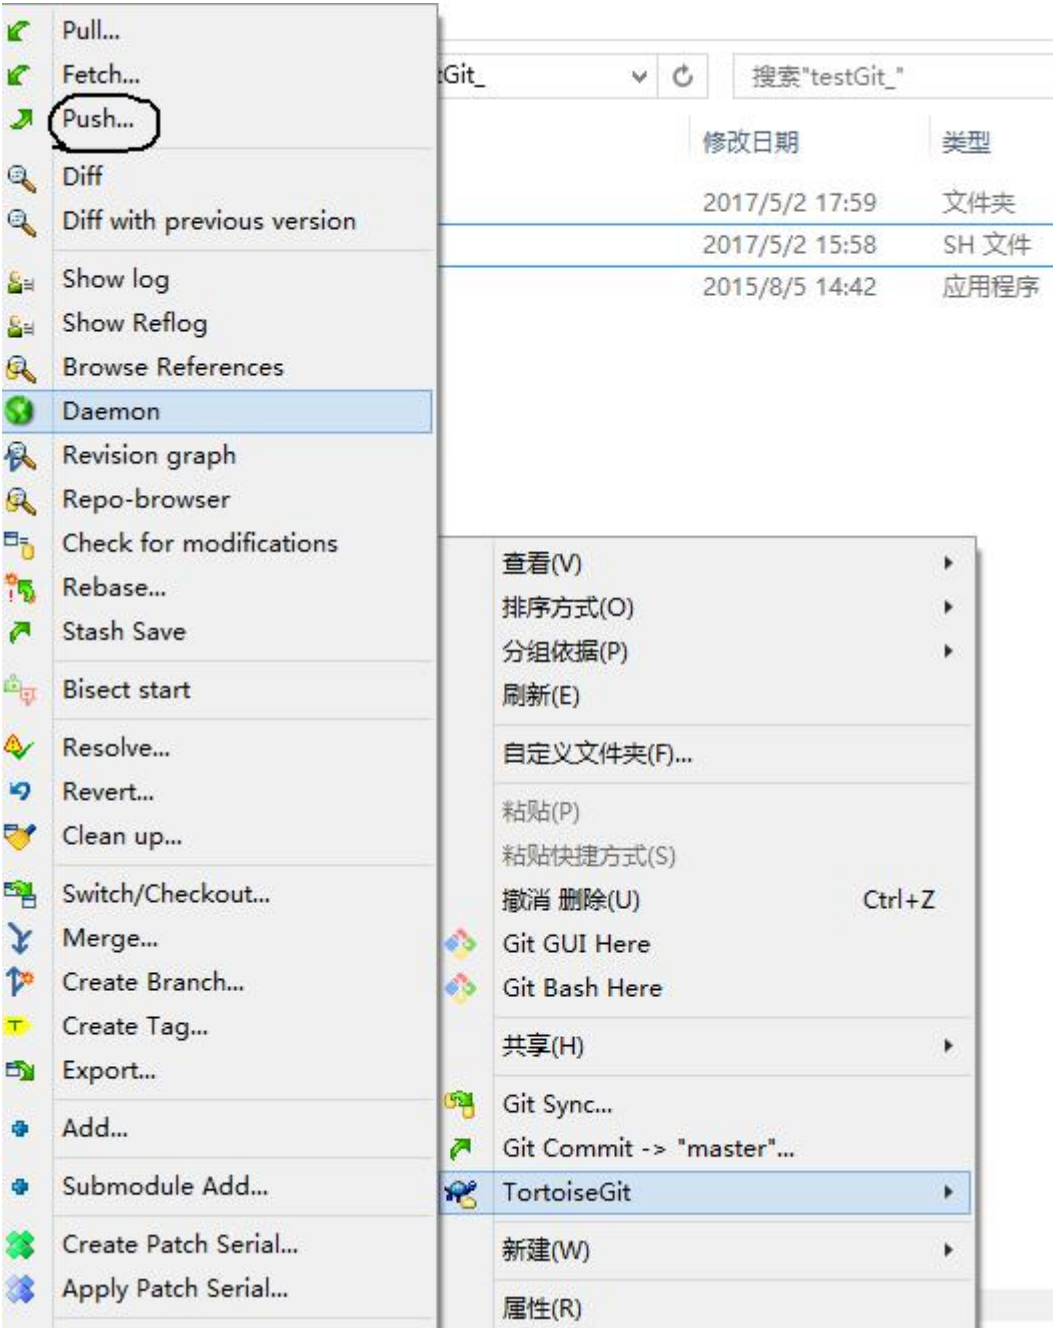 Pull...
Fetch...
Push...
Diff
Diff with previous version
Show log
Show Reflog
Browse References
Daemon
Revision graph
Repo-browser
Check for modifications
Rebase...
Stash Save
Bisect start
Resolve...
Revert...
Clean up...
Switch/Checkout...
Merge...
Create Branch...
Create Tag...
Export...
Add...
Submodule Add...
Create Patch Serial...
Apply Patch Serial...
Git_ 搜索"testGit_"
修改日期 类型
2017/5/2 17:59 文件夹
2017/5/2 15:58 SH 文件
2015/8/5 14:42 应用程序
查看(V)
排序方式(O)
分组依据(P)
刷新(E)
自定义文件夹(F)...
粘贴(P)
粘贴快捷方式(S)
撤消 删除(U) Ctrl+Z
Git GUI Here
Git Bash Here
共享(H)
Git Sync...
Git Commit -> "master"...
TortoiseGit
新建(W)
属性(R)